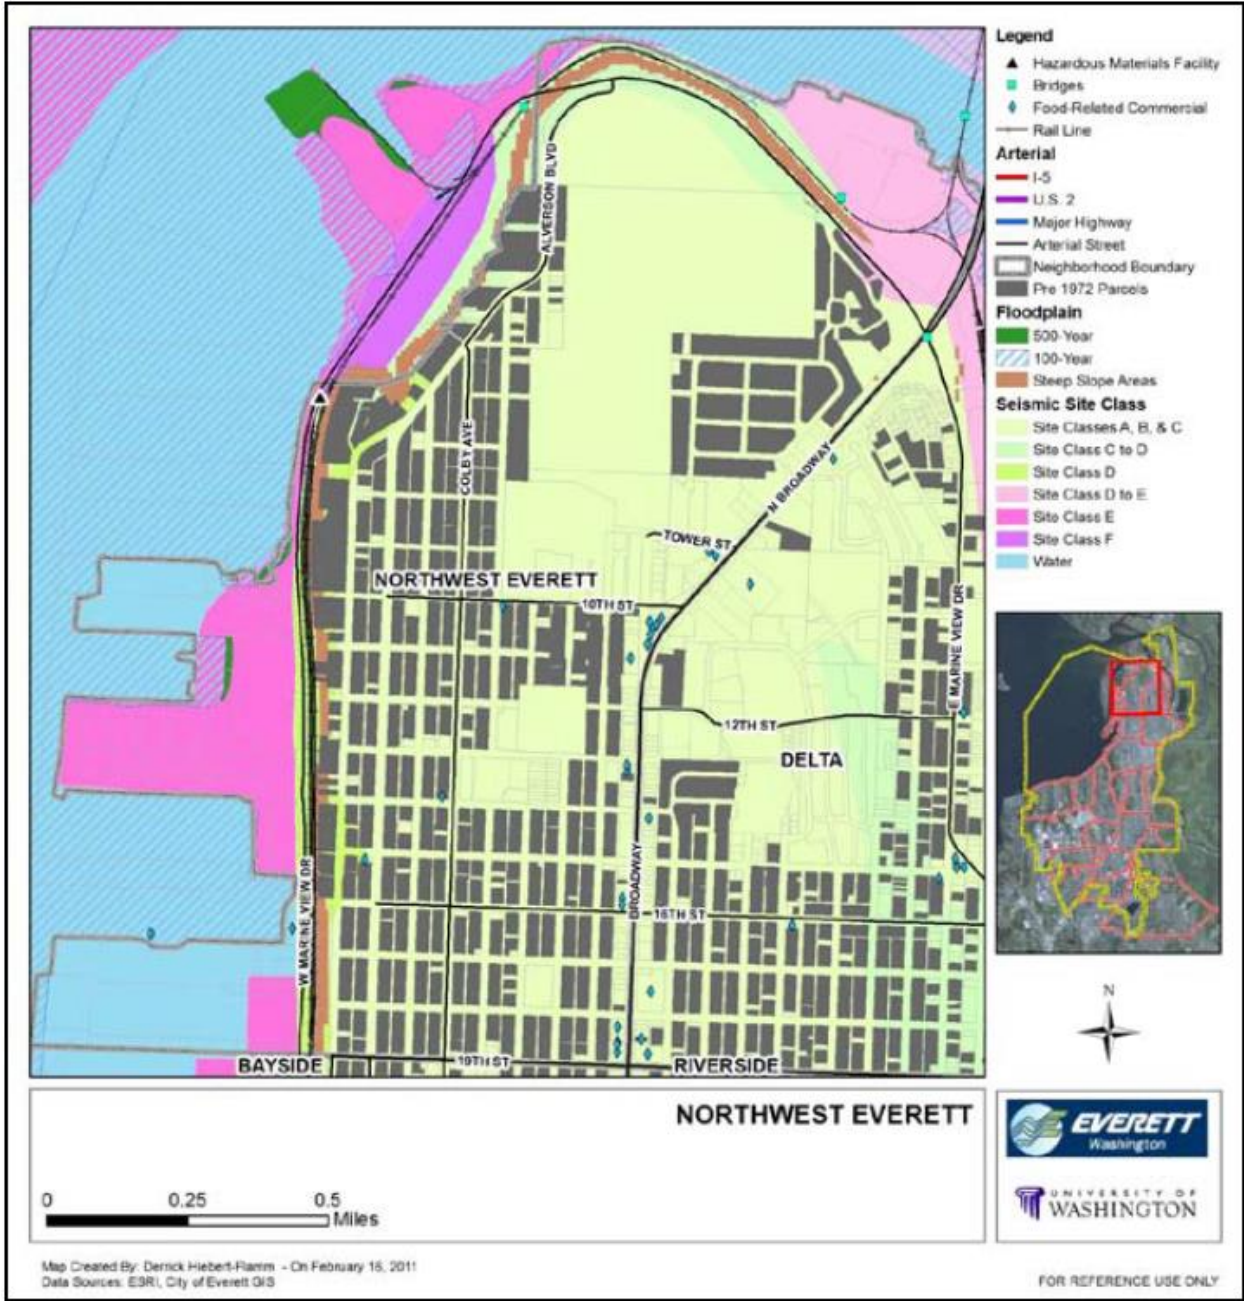 Legend
Hazardous Materials Facility
Bridges
Food-Related Commercial
Rail Line
Arterial
I-5
U.S. 2
Major Highway
Arterial Street
Neighborhood Boundary
Pre 1972 Parcels
Floodplain
500-Year
100-Year
Steep Slope Areas
Seismic Site Class
Site Classes A, B, & C
Site Class C to D
Site Class D
Site Class D to E
Site Class E
Site Class F
Water
ALVERSON BLVD
COLBY AVE
N BROADWAY
TOWER ST
NORTHWEST EVERETT
10TH ST
E MARINE VIEW DR
12TH ST
DELTA
BROADWAY
W MARINE VIEW DR
16TH ST
BAYSIDE
19TH ST
RIVERSIDE
N
NORTHWEST EVERETT
0 0.25 0.5
Miles
EVERETT
Washington
UNIVERSITY OF
WASHINGTON
Map Created By: Derrick Hiebert-Flamm - On February 16, 2011
Data Sources: ESRI, City of Everett GIS
FOR REFERENCE USE ONLY